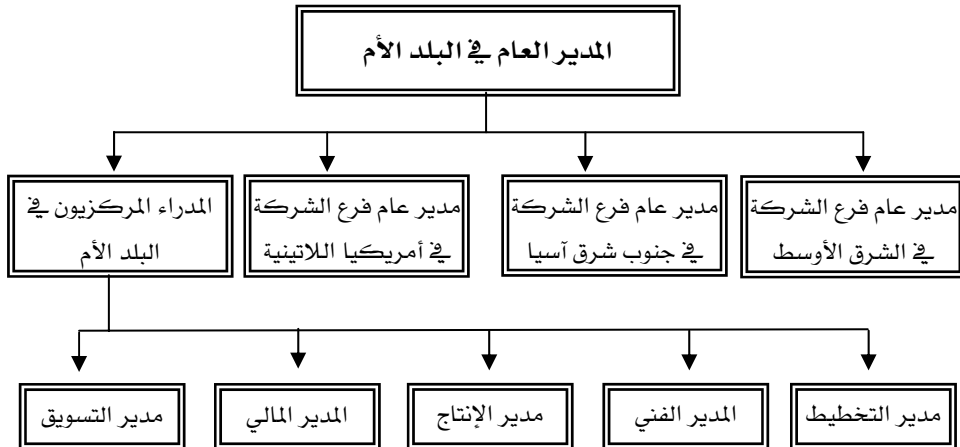 المدير العام في البلد الأم
مدير عام فرع الشركة
في الشرق الأوسط
مدير عام فرع الشركة
في جنوب شرق آسيا
مدير عام فرع الشركة
في أمريكيا اللاتينية
المدراء المركزيون في
البلد الأم
مدير التخطيط
المدير الفني
مدير الإنتاج
المدير المالي
مدير التسويق